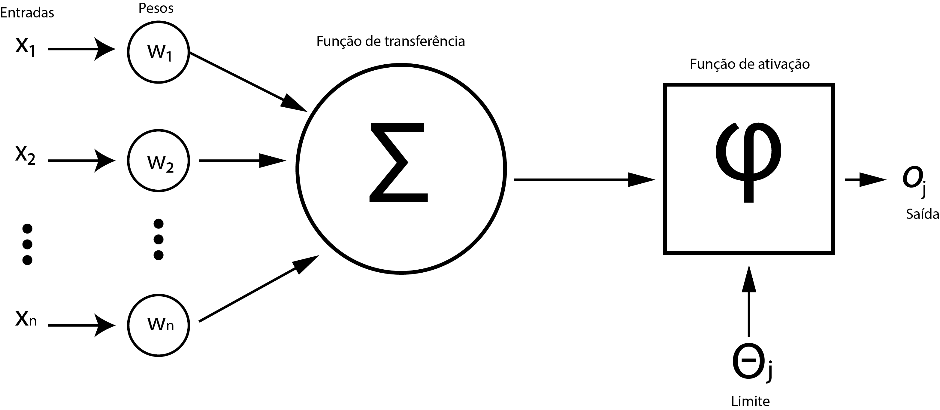 Entradas
Pesos
Função de transferência
Função de ativação
x₁
w₁
x₂
w₂
xₙ
wₙ
Σ
φ
oⱼ
Saída
Θⱼ
Limite